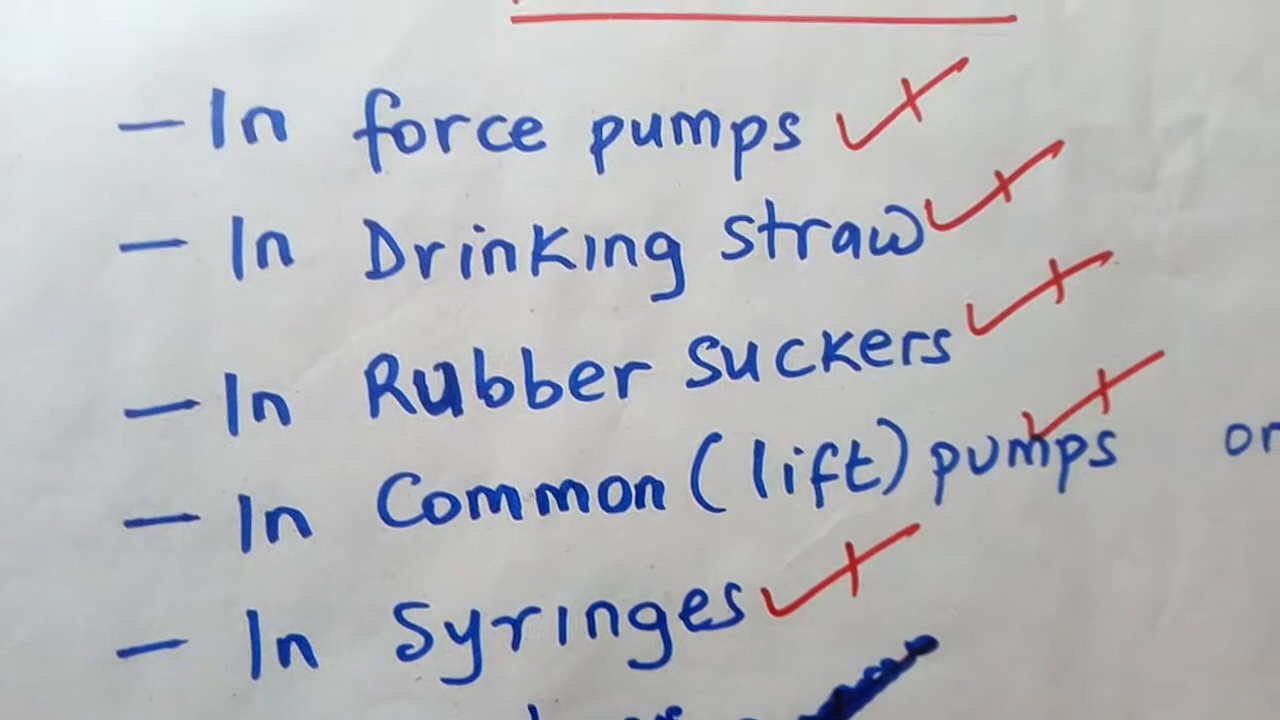 - In force pumps
- In Drinking straw
- In Rubber suckers
- In Common (lift) pumps or
- In Syringes